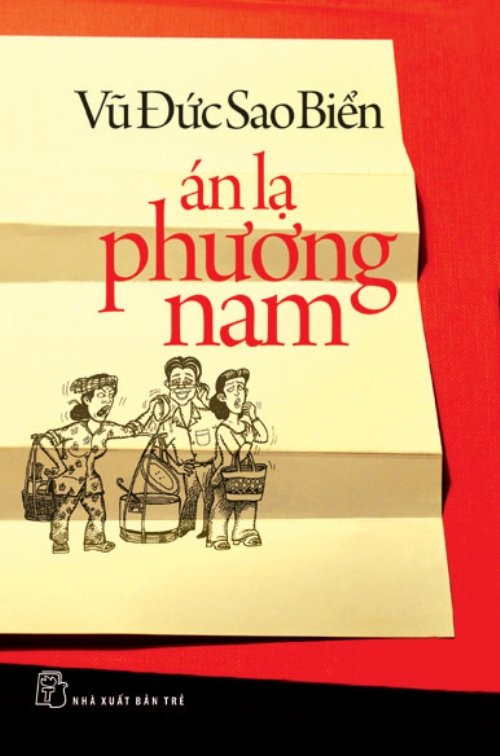 Vũ Đức Sao Biển
án lạ
phương
nam
NHÀ XUẤT BẢN TRẺ